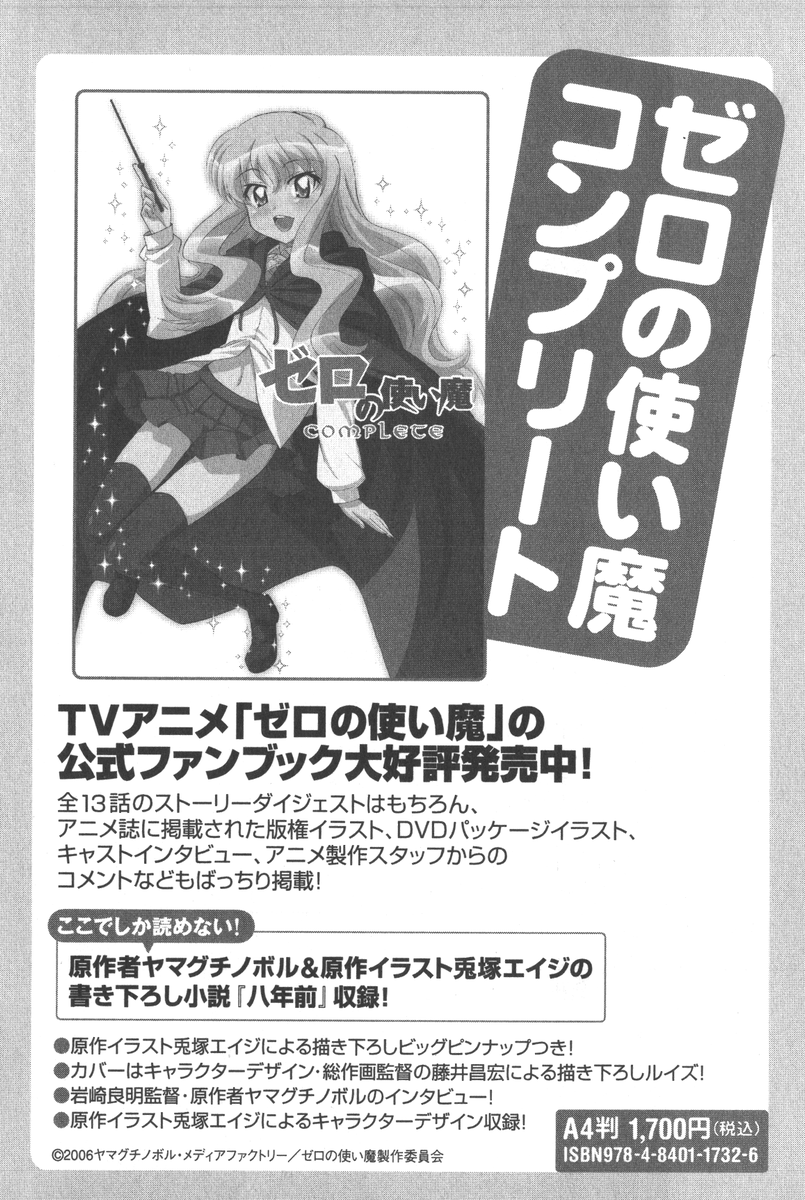 ゼロの使い魔
コンプリート
ゼロの使い魔
COMPLETE
TVアニメ「ゼロの使い魔」の
公式ファンブック大好評発売中!
全13話のストーリーダイジェストはもちろん、
アニメ誌に掲載された版権イラスト、DVDパッケージイラスト、
キャストインタビュー、アニメ製作スタッフからの
コメントなどもばっちり掲載!
ここでしか読めない!
原作者ヤマグチノボル&原作イラスト兎塚エイジの
書き下ろし小説『八年前』収録!
●原作イラスト兎塚エイジによる描き下ろしビッグピンナップつき!
●カバーはキャラクターデザイン・総作画監督の藤井昌宏による描き下ろしルイズ!
●岩崎良明監督・原作者ヤマグチノボルのインタビュー!
●原作イラスト兎塚エイジによるキャラクターデザイン収録!
A4判 1,700円(税込)
ISBN978-4-8401-1732-6
©2006ヤマグチノボル・メディアファクトリー/ゼロの使い魔製作委員会